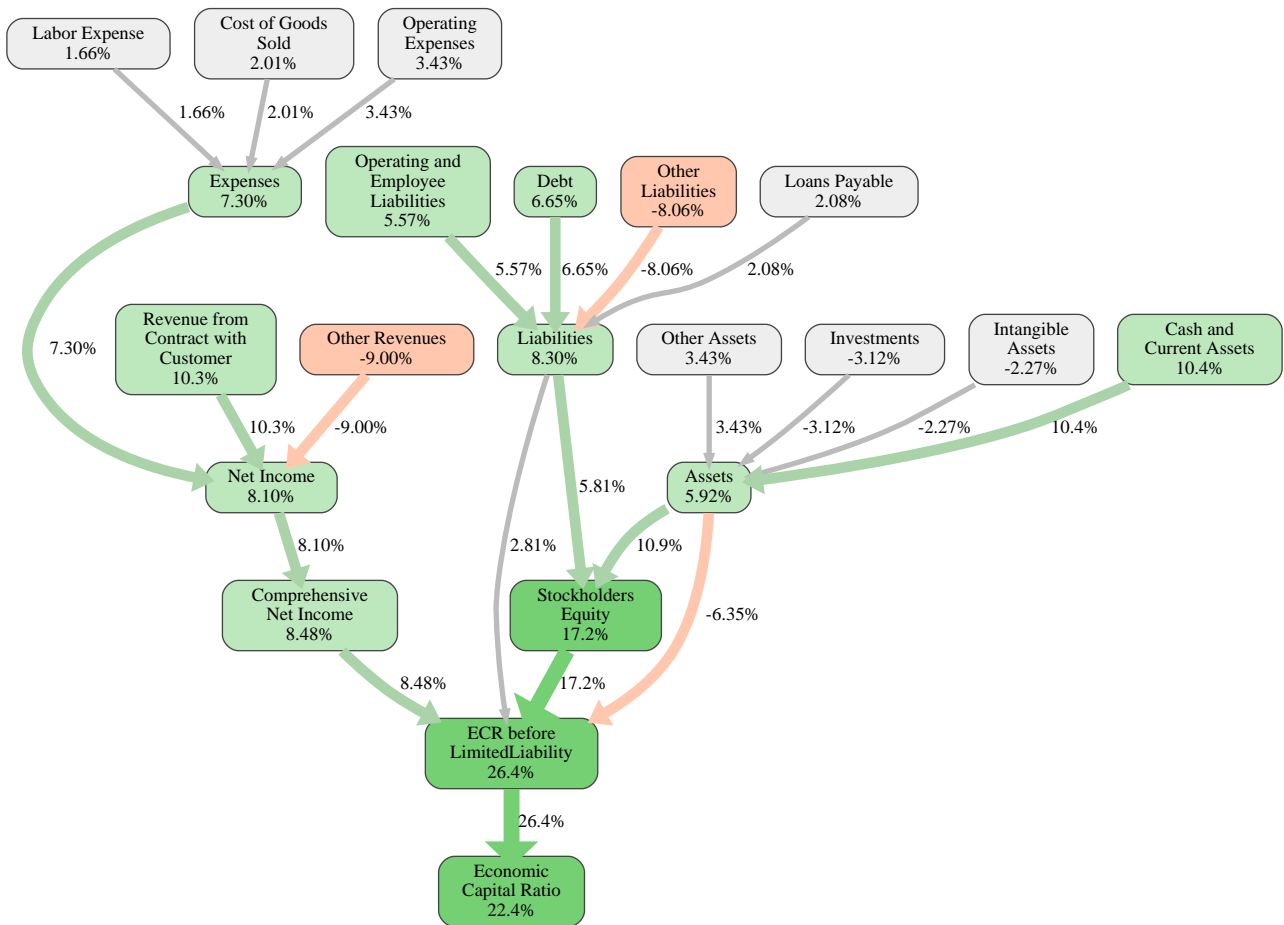 Labor Expense
1.66%
Cost of Goods
Sold
2.01%
Operating
Expenses
3.43%
1.66%
2.01%
3.43%
Expenses
7.30%
Operating and
Employee
Liabilities
5.57%
Debt
6.65%
Other
Liabilities
-8.06%
Loans Payable
2.08%
5.57%
6.65%
-8.06%
2.08%
7.30%
Revenue from
Contract with
Customer
10.3%
Other Revenues
-9.00%
Liabilities
8.30%
Other Assets
3.43%
Investments
-3.12%
Intangible
Assets
-2.27%
Cash and
Current Assets
10.4%
10.3%
-9.00%
3.43%
-3.12%
-2.27%
10.4%
Net Income
8.10%
5.81%
Assets
5.92%
8.10%
2.81%
10.9%
-6.35%
Comprehensive
Net Income
8.48%
Stockholders
Equity
17.2%
8.48%
17.2%
ECR before
LimitedLiability
26.4%
26.4%
Economic
Capital Ratio
22.4%